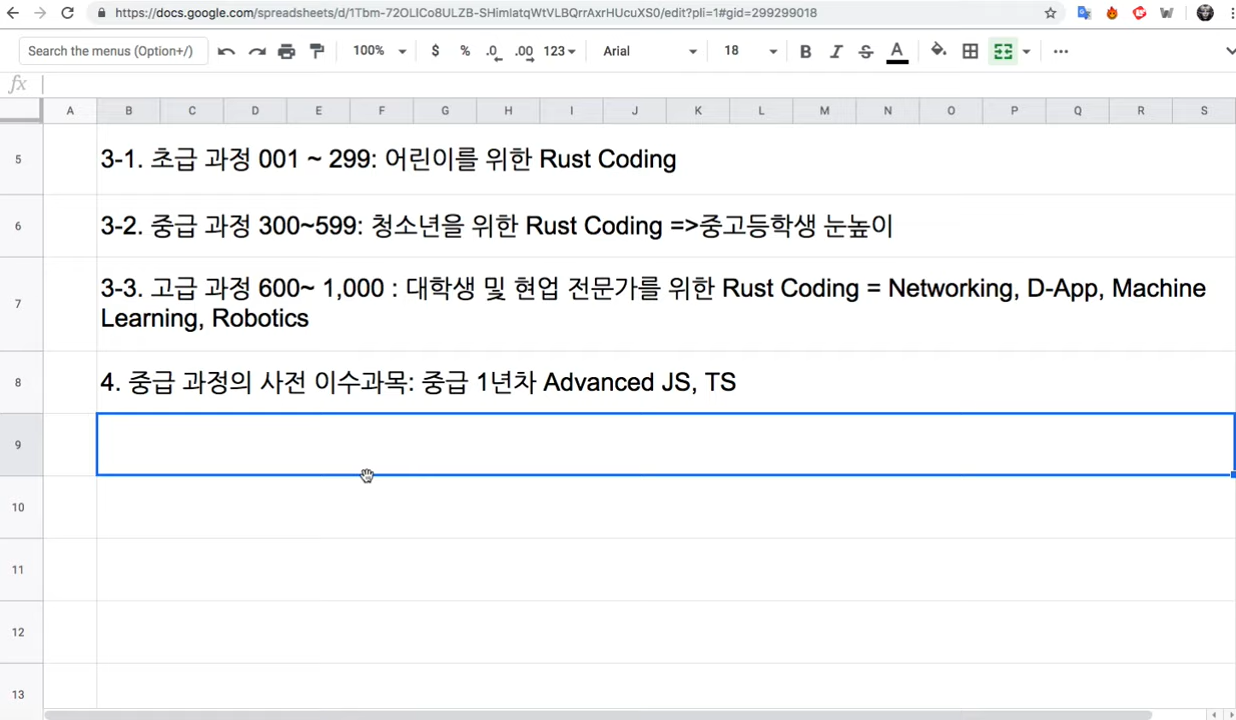 https://docs.google.com/spreadsheets/d/1Tbm-72OLICo8ULZB-SHimIatqWtVLBQrrAxrHUcuXS0/edit?pli=1#gid=299299018
Search the menus (Option+/) 100% $ % .0 .00 123 Arial 18 B I S A
fx
A B C D E F G H I J K L M N O P Q R S
5 3-1. 초급 과정 001 ~ 299: 어린이를 위한 Rust Coding
6 3-2. 중급 과정 300~599: 청소년을 위한 Rust Coding =>중고등학생 눈높이
7 3-3. 고급 과정 600~ 1,000 : 대학생 및 현업 전문가를 위한 Rust Coding = Networking, D-App, Machine
Learning, Robotics
8 4. 중급 과정의 사전 이수과목: 중급 1년차 Advanced JS, TS
9
10
11
12
13